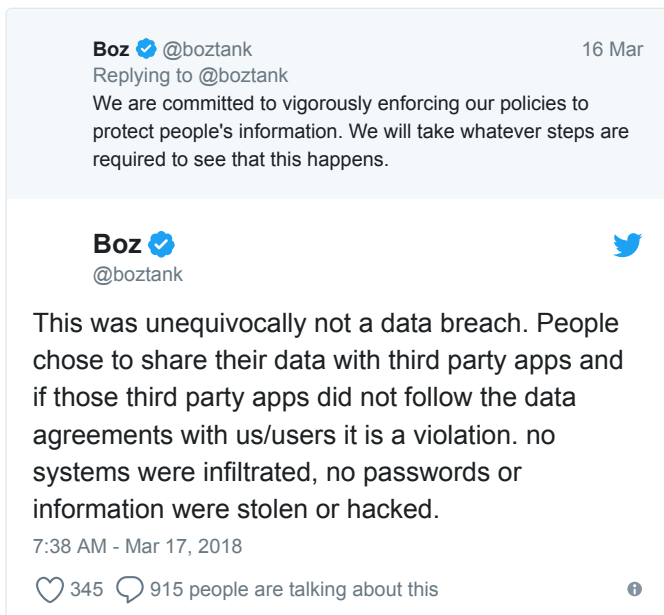 Boz @boztank 16 Mar
Replying to @boztank
We are committed to vigorously enforcing our policies to
protect people's information. We will take whatever steps are
required to see that this happens.
Boz
@boztank
This was unequivocally not a data breach. People
chose to share their data with third party apps and
if those third party apps did not follow the data
agreements with us/users it is a violation. no
systems were infiltrated, no passwords or
information were stolen or hacked.
7:38 AM - Mar 17, 2018
345 915 people are talking about this